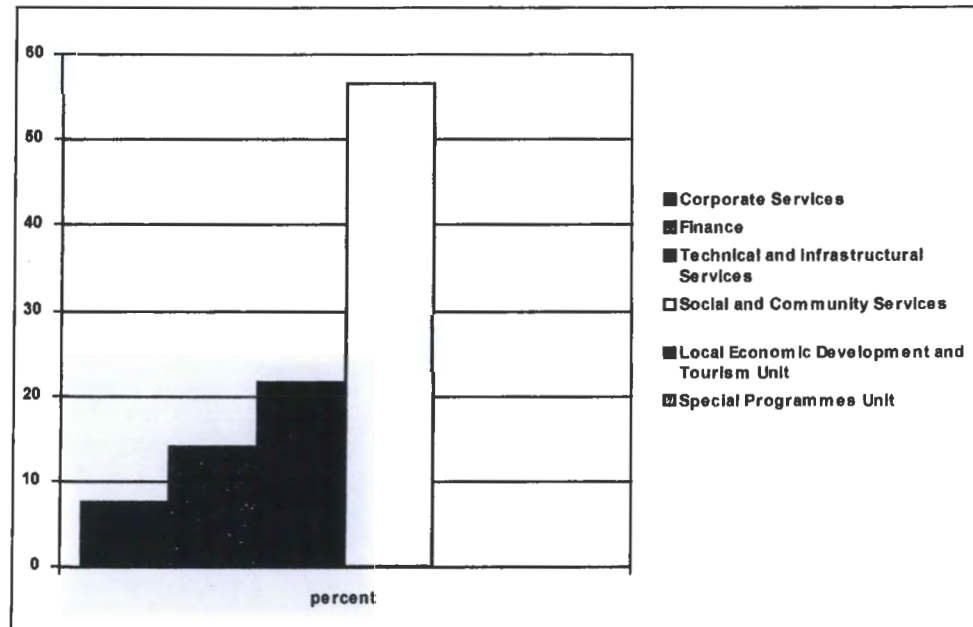 60
50
40
30
20
10
0
percent
Corporate Services
Finance
Technical and Infrastructural
Services
Social and Community Services
Local Economic Development and
Tourism Unit
Special Programmes Unit